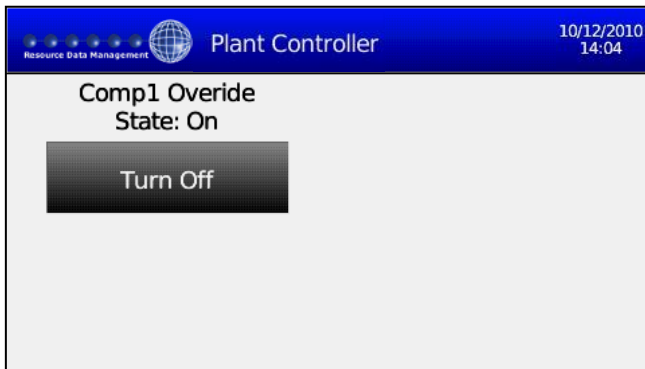 Resource Data Management
Plant Controller
10/12/2010
14:04
Comp1 Overide
State: On
Turn Off